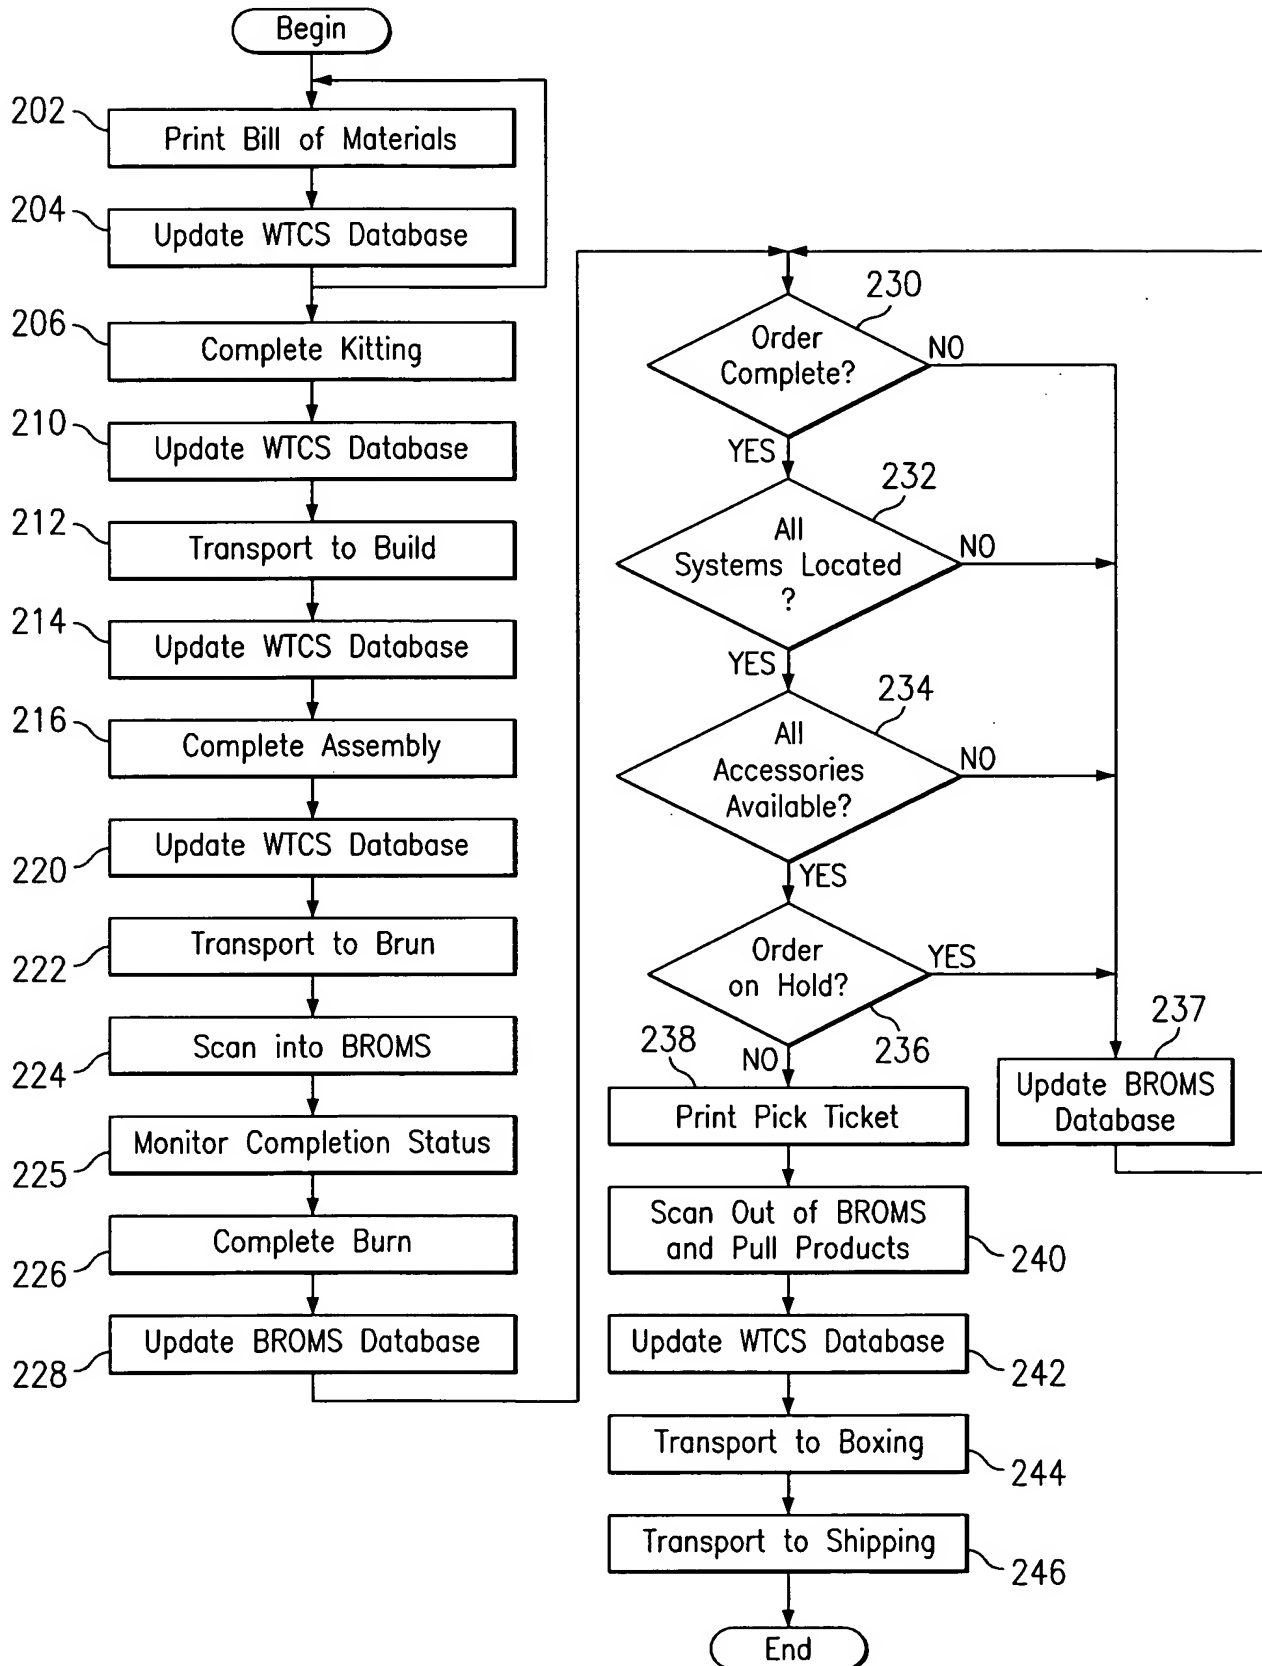 Begin
202
Print Bill of Materials
204
Update WTCS Database
206
Complete Kitting
210
Update WTCS Database
212
Transport to Build
214
Update WTCS Database
216
Complete Assembly
220
Update WTCS Database
222
Transport to Brun
224
Scan into BROMS
225
Monitor Completion Status
226
Complete Burn
228
Update BROMS Database
230
Order
Complete?
NO
YES
232
All
Systems Located
?
NO
YES
234
All
Accessories
Available?
NO
YES
236
Order
on Hold?
YES
NO
237
Update BROMS
Database
238
Print Pick Ticket
240
Scan Out of BROMS
and Pull Products
242
Update WTCS Database
244
Transport to Boxing
246
Transport to Shipping
End